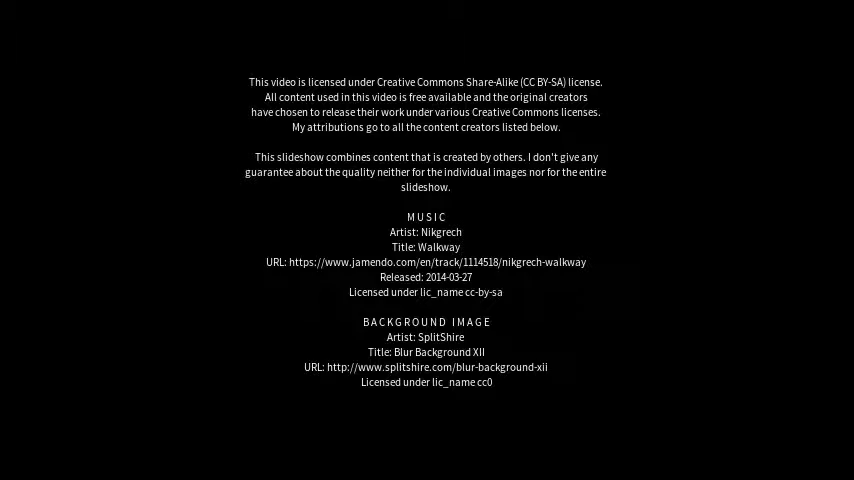 This video is licensed under Creative Commons Share-Alike (CC BY-SA) license.
All content used in this video is free available and the original creators
have chosen to release their work under various Creative Commons licenses.
My attributions go to all the content creators listed below.
This slideshow combines content that is created by others. I don't give any
guarantee about the quality neither for the individual images nor for the entire
slideshow.
MUSIC
Artist: Nikgrech
Title: Walkway
URL: https://www.jamendo.com/en/track/1114518/nikgrech-walkway
Released: 2014-03-27
Licensed under lic_name cc-by-sa
BACKGROUND IMAGE
Artist: SplitShire
Title: Blur Background XII
URL: http://www.splitshire.com/blur-background-xii
Licensed under lic_name cc0